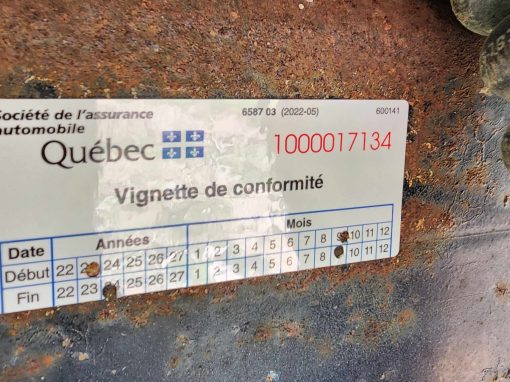 Société de l'assurance
automobile
Québec
6587 03 (2022-05)
600141
1000017134
Vignette de conformité
Date Années Mois
Début 22 24 25 26 27 1 2 3 4 5 6 7 8 10 11 12
Fin 22 23 25 26 27 1 2 3 4 5 6 7 8 10 11 12